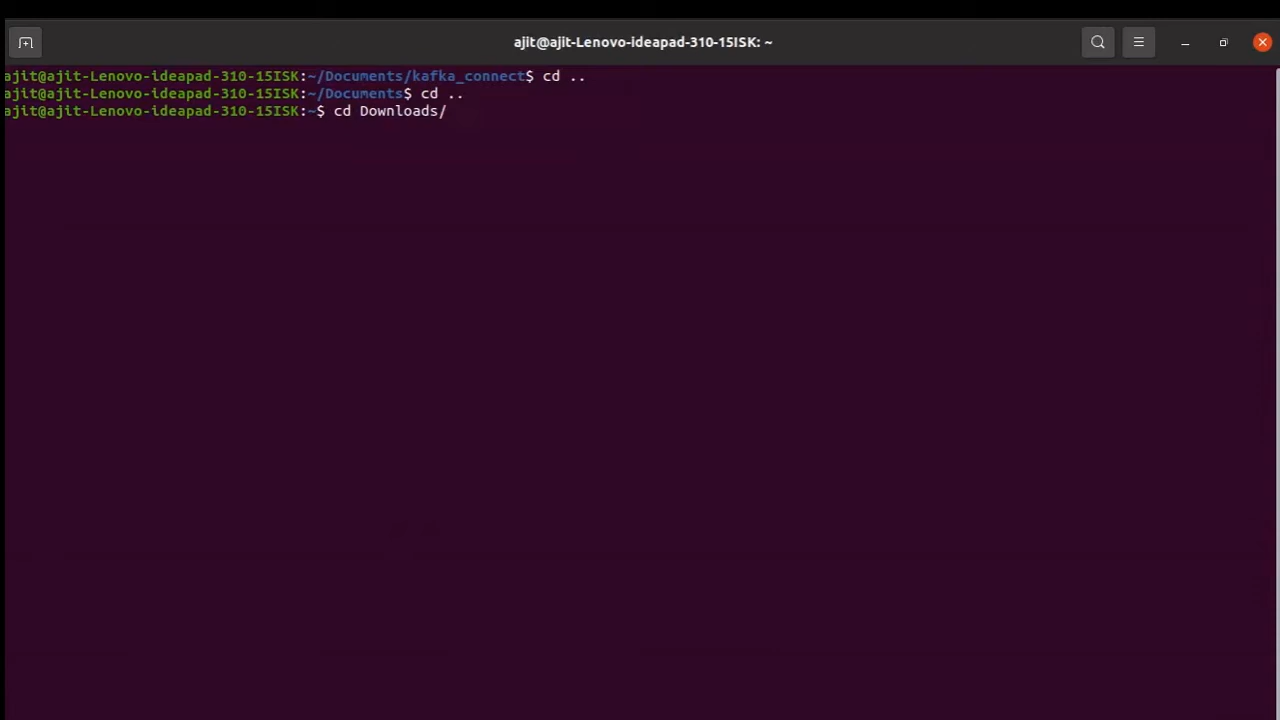 ajit@ajit-Lenovo-ideapad-310-15ISK: ~
ajit@ajit-Lenovo-ideapad-310-15ISK:~/Documents/kafka_connect$ cd ..
ajit@ajit-Lenovo-ideapad-310-15ISK:~/Documents$ cd ..
ajit@ajit-Lenovo-ideapad-310-15ISK:~$ cd Downloads/